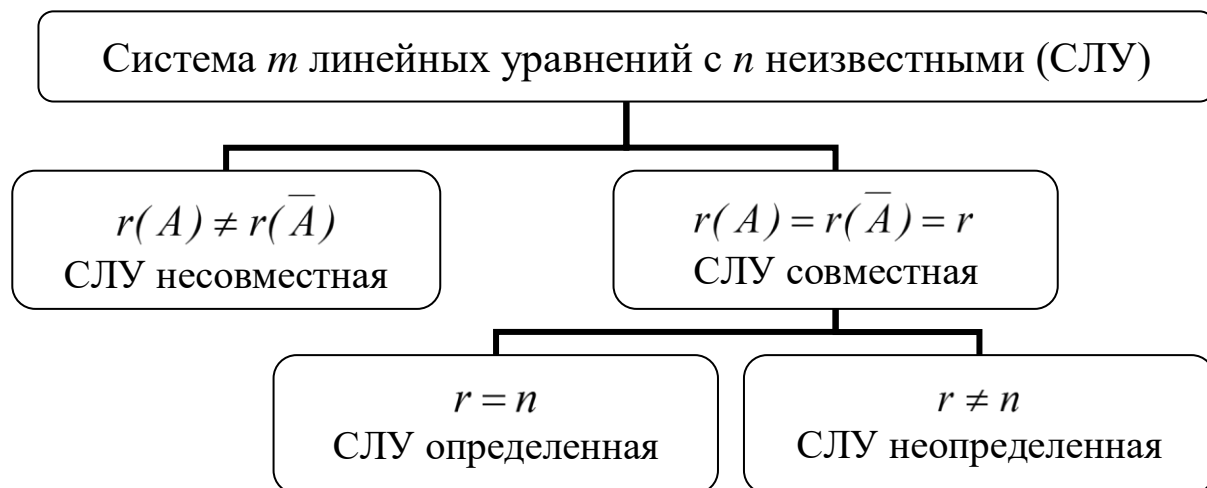 Система m линейных уравнений с n неизвестными (СЛУ)
r( A ) ≠ r( A̅ )
СЛУ несовместная
r( A ) = r( A̅ ) = r
СЛУ совместная
r = n
СЛУ определенная
r ≠ n
СЛУ неопределенная